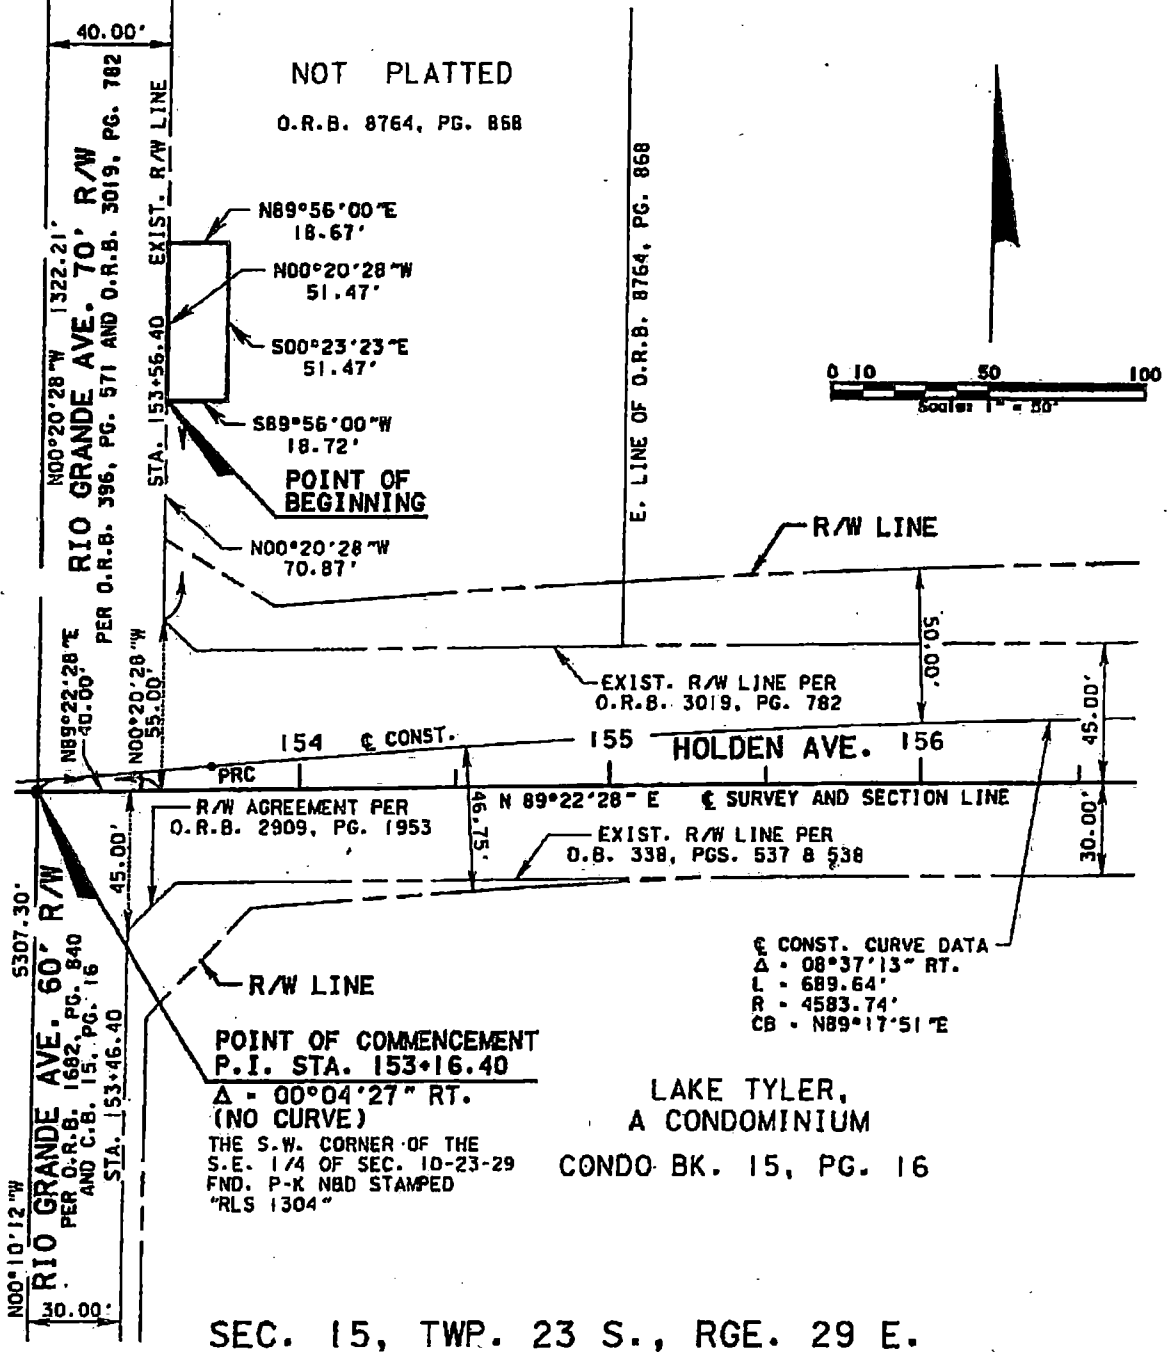 40.00'
NOT PLATTED
O.R.B. 8764, PG. 868
EXIST. R/W LINE
STA. 153+56.40
N00°20'28"W 1322.21'
RIO GRANDE AVE. 70' R/W
PER O.R.B. 396, PG. 571 AND O.R.B. 3019, PG. 782
N89°56'00"E
18.67'
N00°20'28"W
51.47'
S00°23'23"E
51.47'
S89°56'00"W
18.72'
POINT OF
BEGINNING
N00°20'28"W
70.87'
E. LINE OF O.R.B. 8764, PG. 868
0 10 50 100
Scale: 1" = 50'
R/W LINE
50.00'
EXIST. R/W LINE PER
O.R.B. 3019, PG. 782
45.00'
N89°22'28"E
40.00'
N00°20'28"W
55.00'
154 ℄ CONST. 155 HOLDEN AVE. 156
PRC
N 89°22'28" E ℄ SURVEY AND SECTION LINE
R/W AGREEMENT PER
O.R.B. 2909, PG. 1953
46.75'
EXIST. R/W LINE PER
O.B. 338, PGS. 537 & 538
30.00'
45.00'
℄ CONST. CURVE DATA
Δ = 08°37'13" RT.
L = 689.64'
R = 4583.74'
CB = N89°17'51"E
R/W LINE
5307.30'
N00°10'12"W
RIO GRANDE AVE. 60' R/W
PER O.R.B. 1682, PG. 840
AND C.B. 15, PG. 16
STA. 153+46.40
POINT OF COMMENCEMENT
P.I. STA. 153+16.40
Δ = 00°04'27" RT.
(NO CURVE)
THE S.W. CORNER OF THE
S.E. 1/4 OF SEC. 10-23-29
FND. P-K N&D STAMPED
"RLS 1304"
LAKE TYLER,
A CONDOMINIUM
CONDO BK. 15, PG. 16
30.00'
SEC. 15, TWP. 23 S., RGE. 29 E.